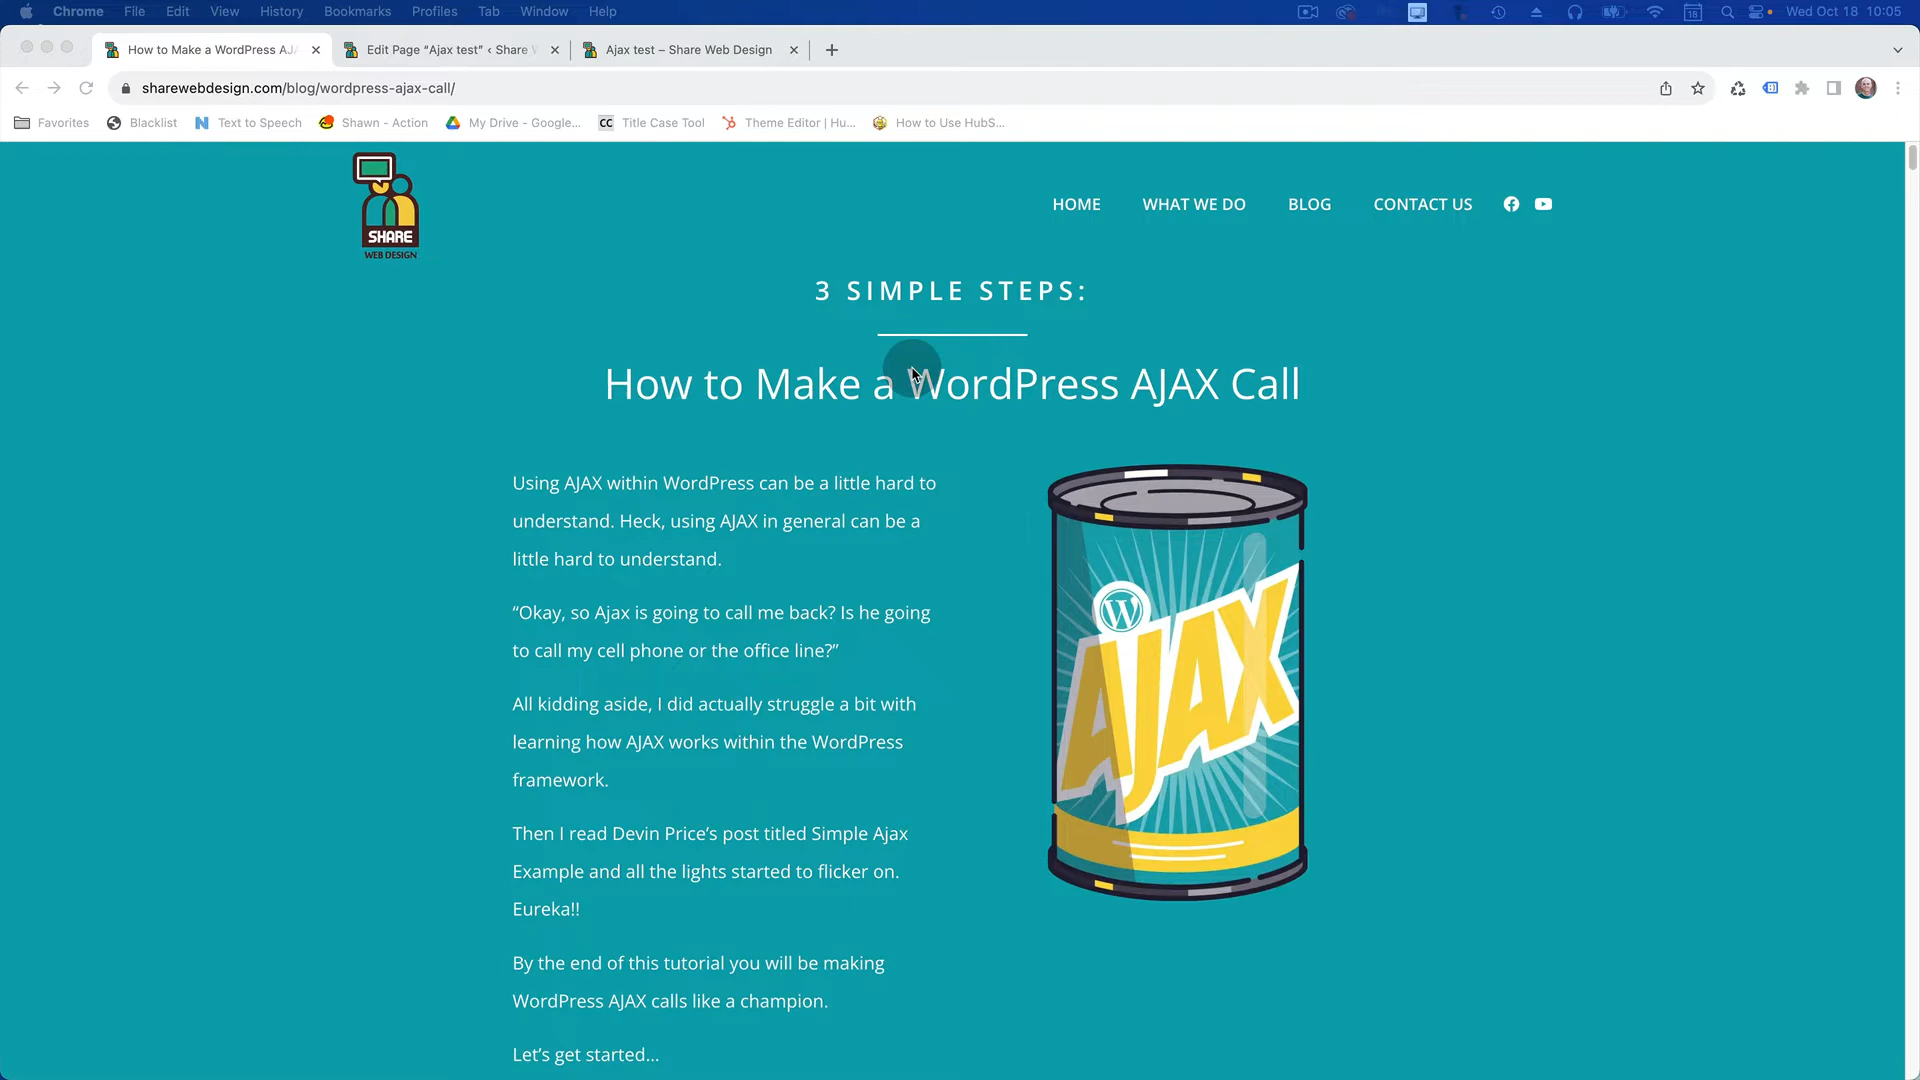 Chrome File Edit View History Bookmarks Profiles Tab Window Help
18
Wed Oct 18 10:05
How to Make a WordPress AJA
Edit Page “Ajax test” ‹ Share W
Ajax test – Share Web Design
sharewebdesign.com/blog/wordpress-ajax-call/
Favorites
Blacklist
N Text to Speech
Shawn - Action
My Drive - Google...
CC Title Case Tool
Theme Editor | Hu...
How to Use HubS...
SHARE
WEB DESIGN
HOME
WHAT WE DO
BLOG
CONTACT US
3 SIMPLE STEPS:
How to Make a WordPress AJAX Call
Using AJAX within WordPress can be a little hard to
understand. Heck, using AJAX in general can be a
little hard to understand.
“Okay, so Ajax is going to call me back? Is he going
to call my cell phone or the office line?”
All kidding aside, I did actually struggle a bit with
learning how AJAX works within the WordPress
framework.
Then I read Devin Price’s post titled Simple Ajax
Example and all the lights started to flicker on.
Eureka!!
By the end of this tutorial you will be making
WordPress AJAX calls like a champion.
Let’s get started...
W
AJAX